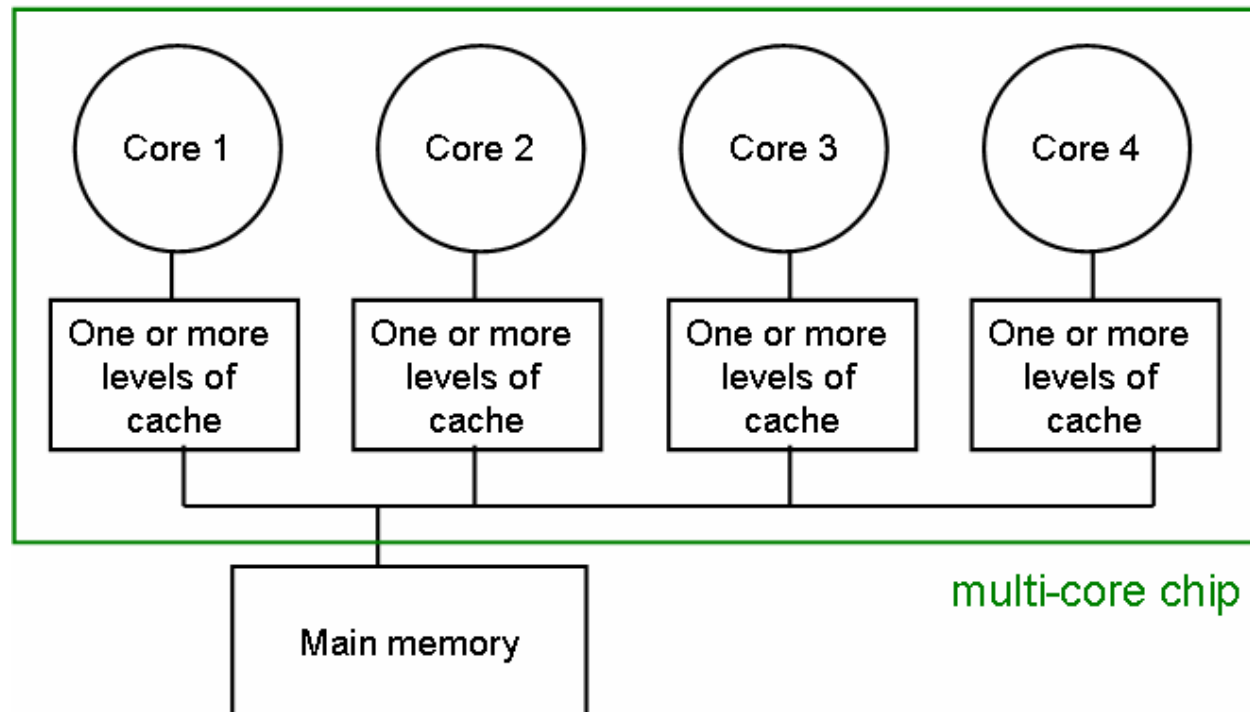 Core 1
Core 2
Core 3
Core 4
One or more
levels of
cache
One or more
levels of
cache
One or more
levels of
cache
One or more
levels of
cache
multi-core chip
Main memory